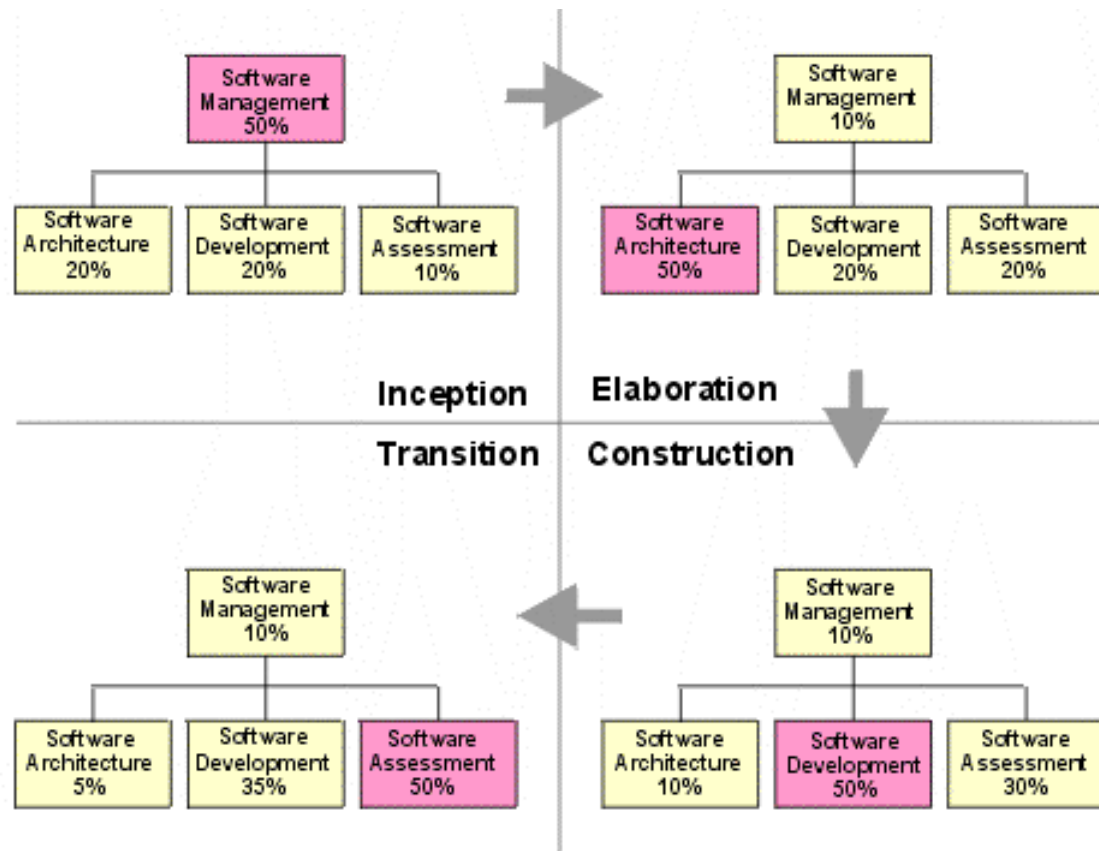 Software
Management
50%
Software
Architecture
20%
Software
Development
20%
Software
Assessment
10%
Inception
Software
Management
10%
Software
Architecture
50%
Software
Development
20%
Software
Assessment
20%
Elaboration
Transition
Software
Management
10%
Software
Architecture
5%
Software
Development
35%
Software
Assessment
50%
Construction
Software
Management
10%
Software
Architecture
10%
Software
Development
50%
Software
Assessment
30%